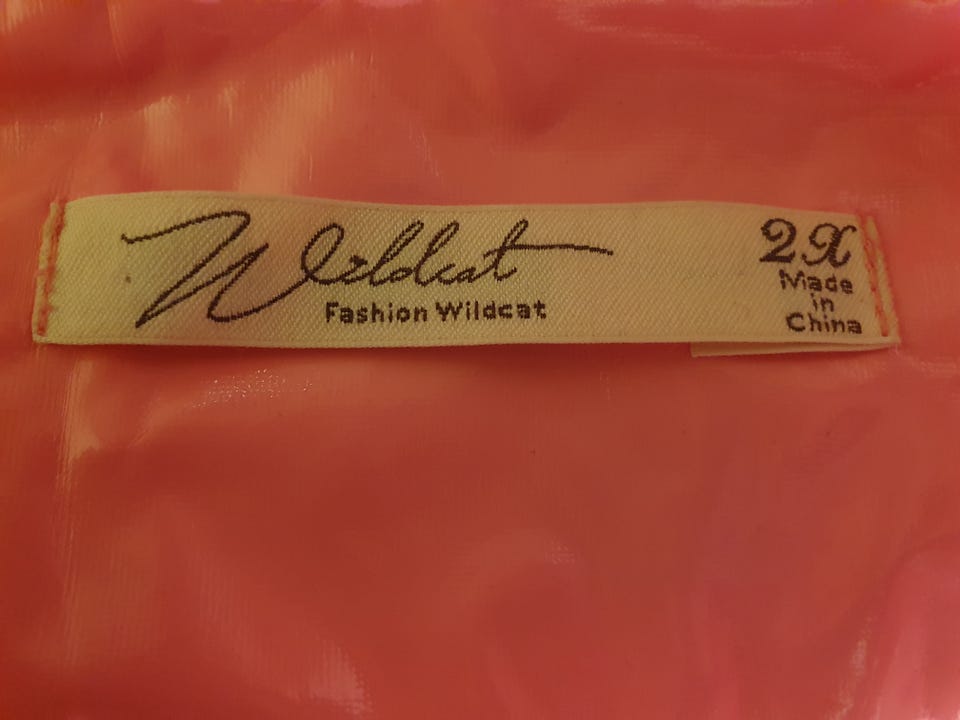 Wildcat
Fashion Wildcat
2X
Made
in
China